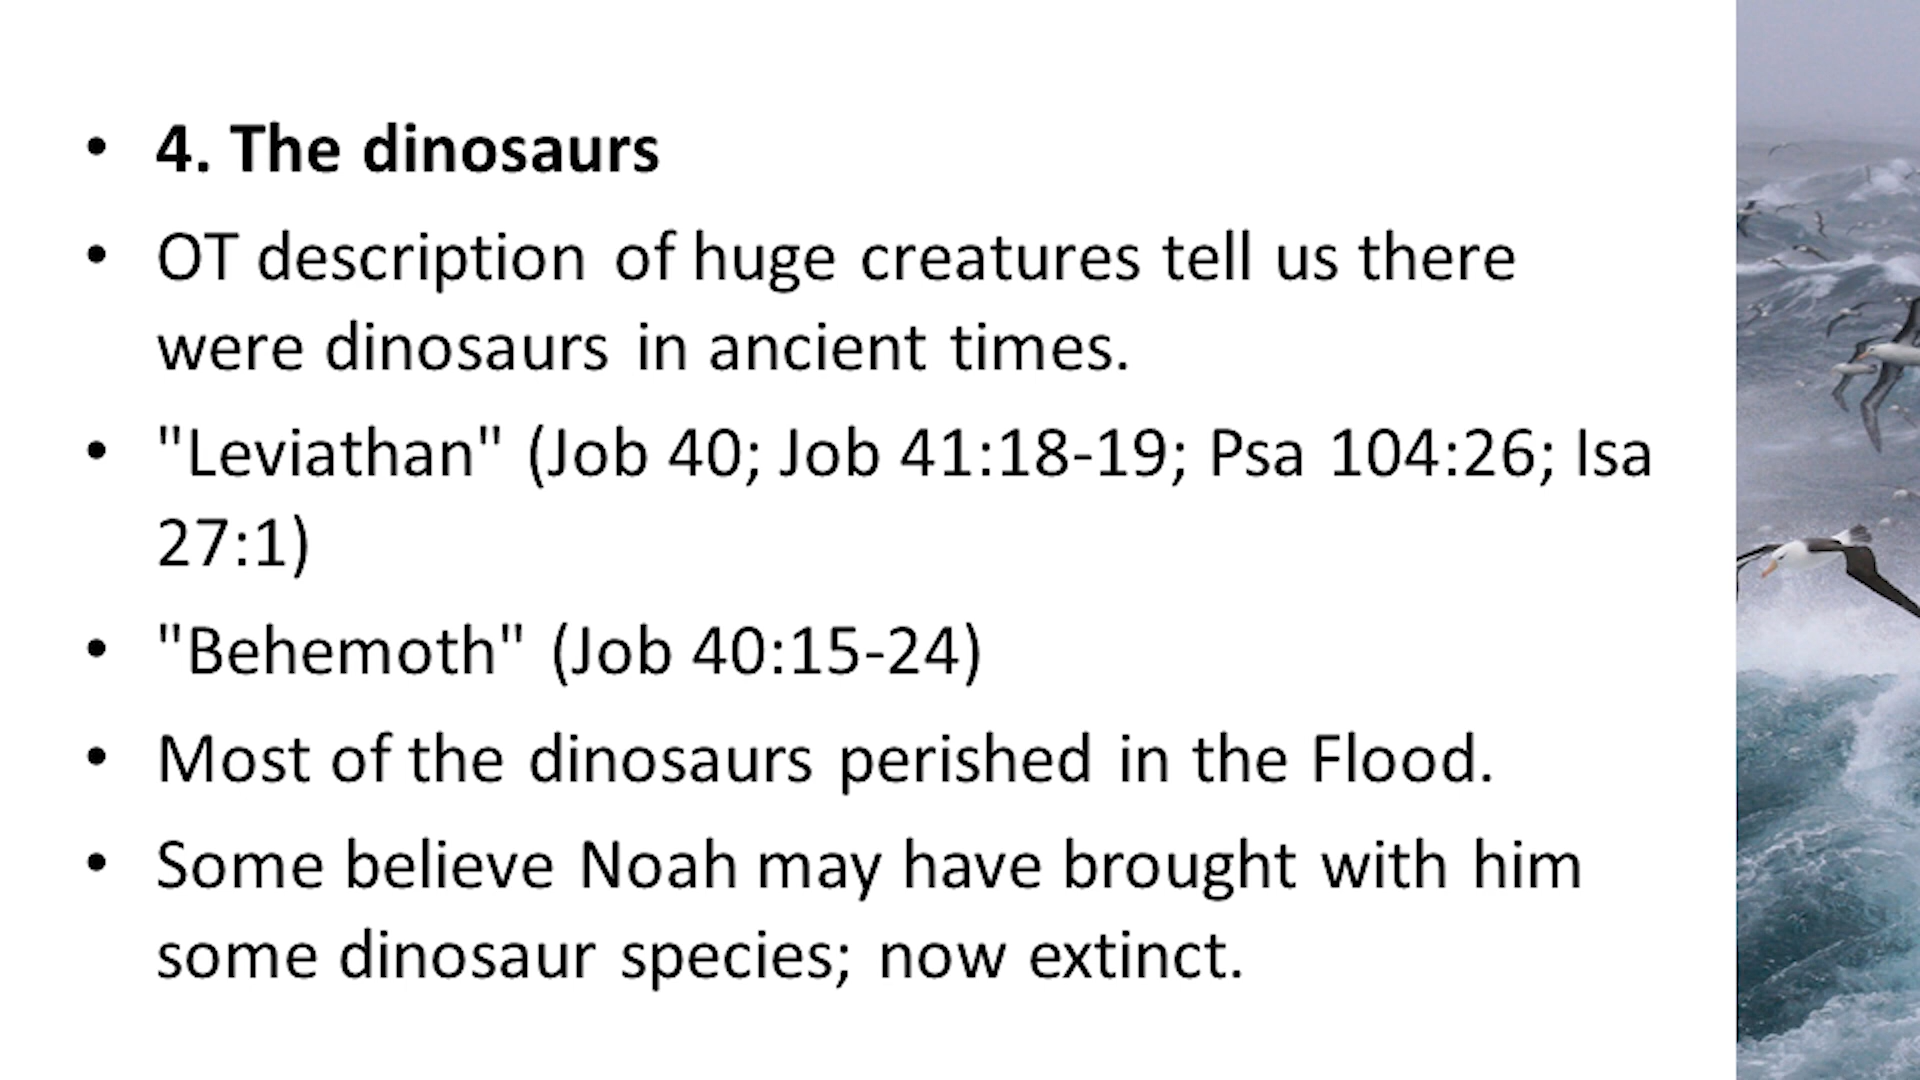 • 4. The dinosaurs
• OT description of huge creatures tell us there
were dinosaurs in ancient times.
• "Leviathan" (Job 40; Job 41:18-19; Psa 104:26; Isa
27:1)
• "Behemoth" (Job 40:15-24)
• Most of the dinosaurs perished in the Flood.
• Some believe Noah may have brought with him
some dinosaur species; now extinct.